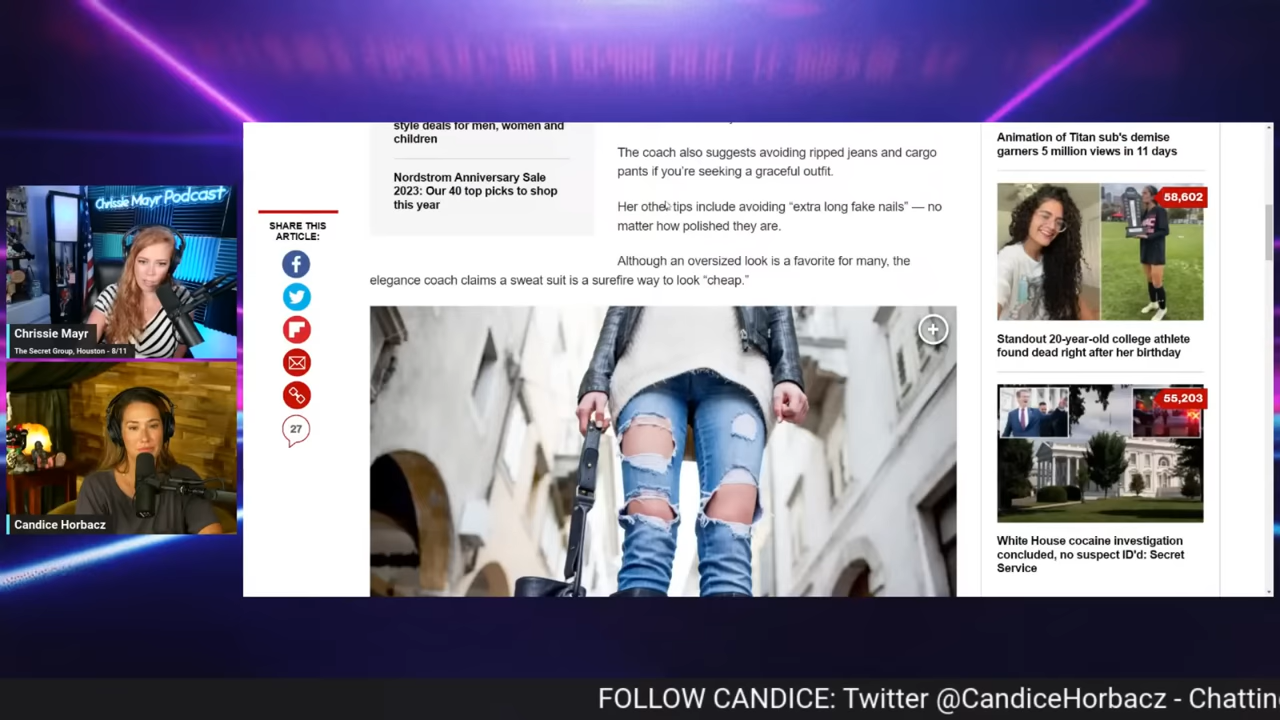 Chrissie Mayr Podcast
Chrissie Mayr
The Secret Group, Houston - 8/11
Candice Horbacz
style deals for men, women and
children
Nordstrom Anniversary Sale
2023: Our 40 top picks to shop
this year
SHARE THIS
ARTICLE:
27
The coach also suggests avoiding ripped jeans and cargo
pants if you're seeking a graceful outfit.
Her other tips include avoiding “extra long fake nails” — no
matter how polished they are.
Although an oversized look is a favorite for many, the
elegance coach claims a sweat suit is a surefire way to look “cheap.”
Animation of Titan sub's demise
garners 5 million views in 11 days
58,602
Standout 20-year-old college athlete
found dead right after her birthday
55,203
White House cocaine investigation
concluded, no suspect ID'd: Secret
Service
FOLLOW CANDICE: Twitter @CandiceHorbacz - Chattin